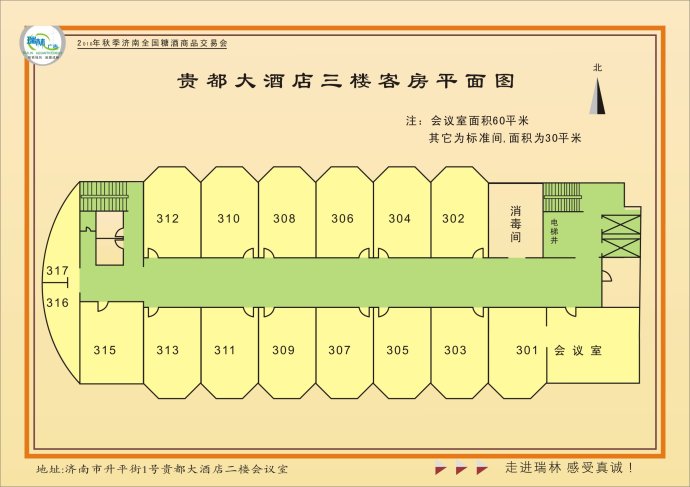 瑞林广告
2010年秋季济南全国糖酒商品交易会
贵都大酒店三楼客房平面图
北
注：会议室面积60平米
其它为标准间,面积为30平米
312 310 308 306 304 302 消毒间 电梯井
317
316
315 313 311 309 307 305 303 301 会议室
地址:济南市升平街1号贵都大酒店二楼会议室
走进瑞林 感受真诚！